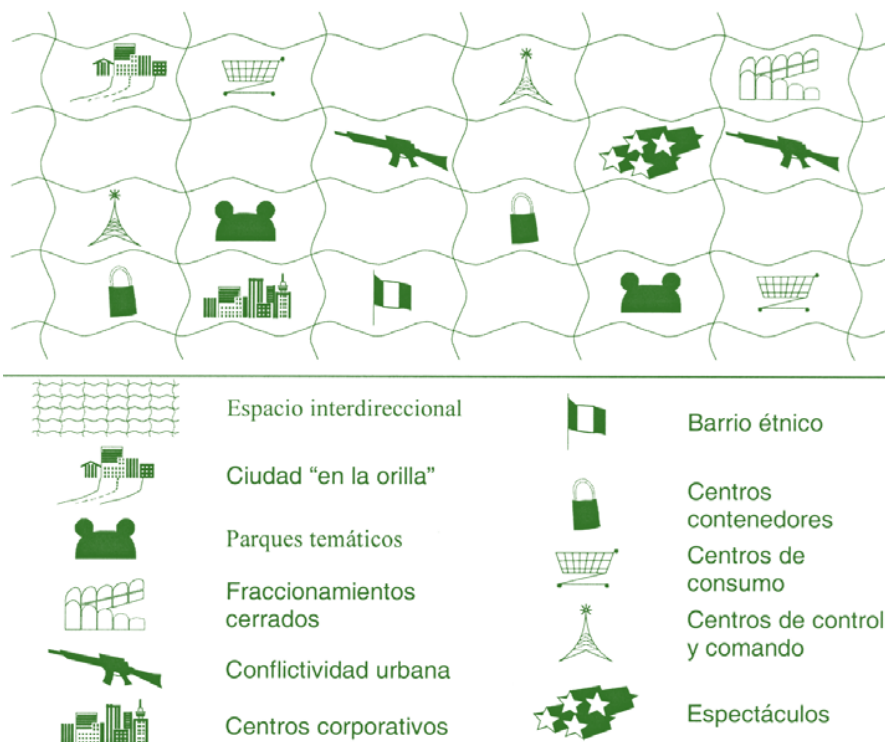 Espacio interdireccional
Ciudad “en la orilla”
Parques temáticos
Fraccionamientos
cerrados
Conflictividad urbana
Centros corporativos
Barrio étnico
Centros
contenedores
Centros de
consumo
Centros de control
y comando
Espectáculos